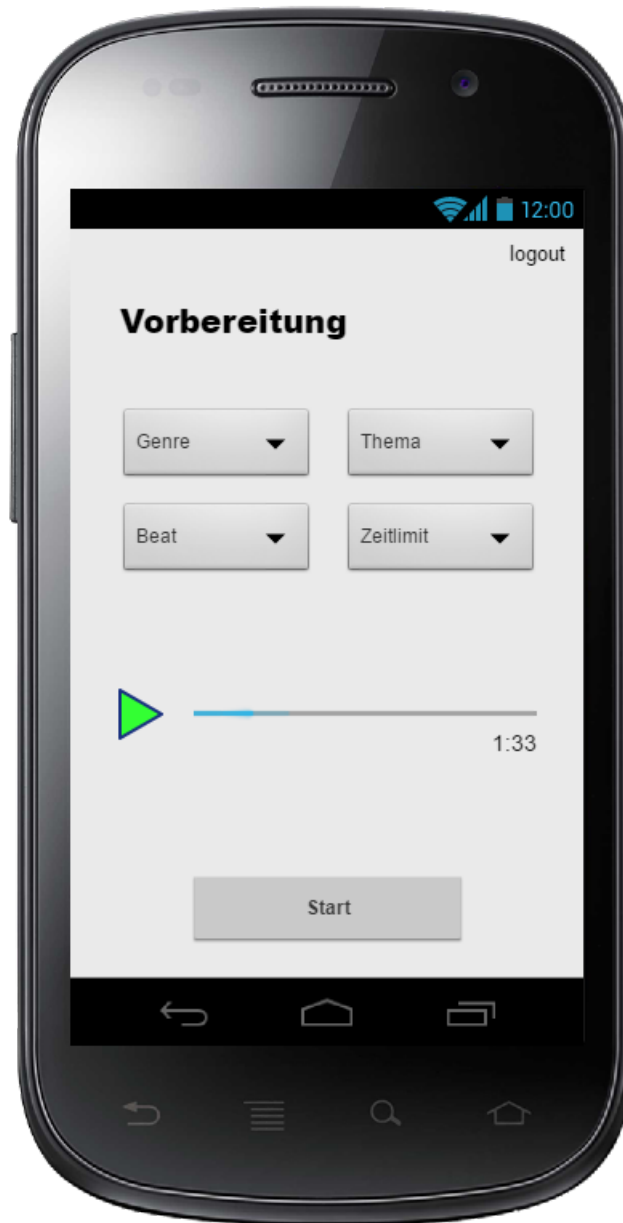 12:00
logout
Vorbereitung
Genre Thema
Beat Zeitlimit
1:33
Start